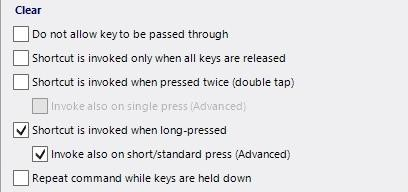 Clear
Do not allow key to be passed through
Shortcut is invoked only when all keys are released
Shortcut is invoked when pressed twice (double tap)
Invoke also on single press (Advanced)
Shortcut is invoked when long-pressed
Invoke also on short/standard press (Advanced)
Repeat command while keys are held down